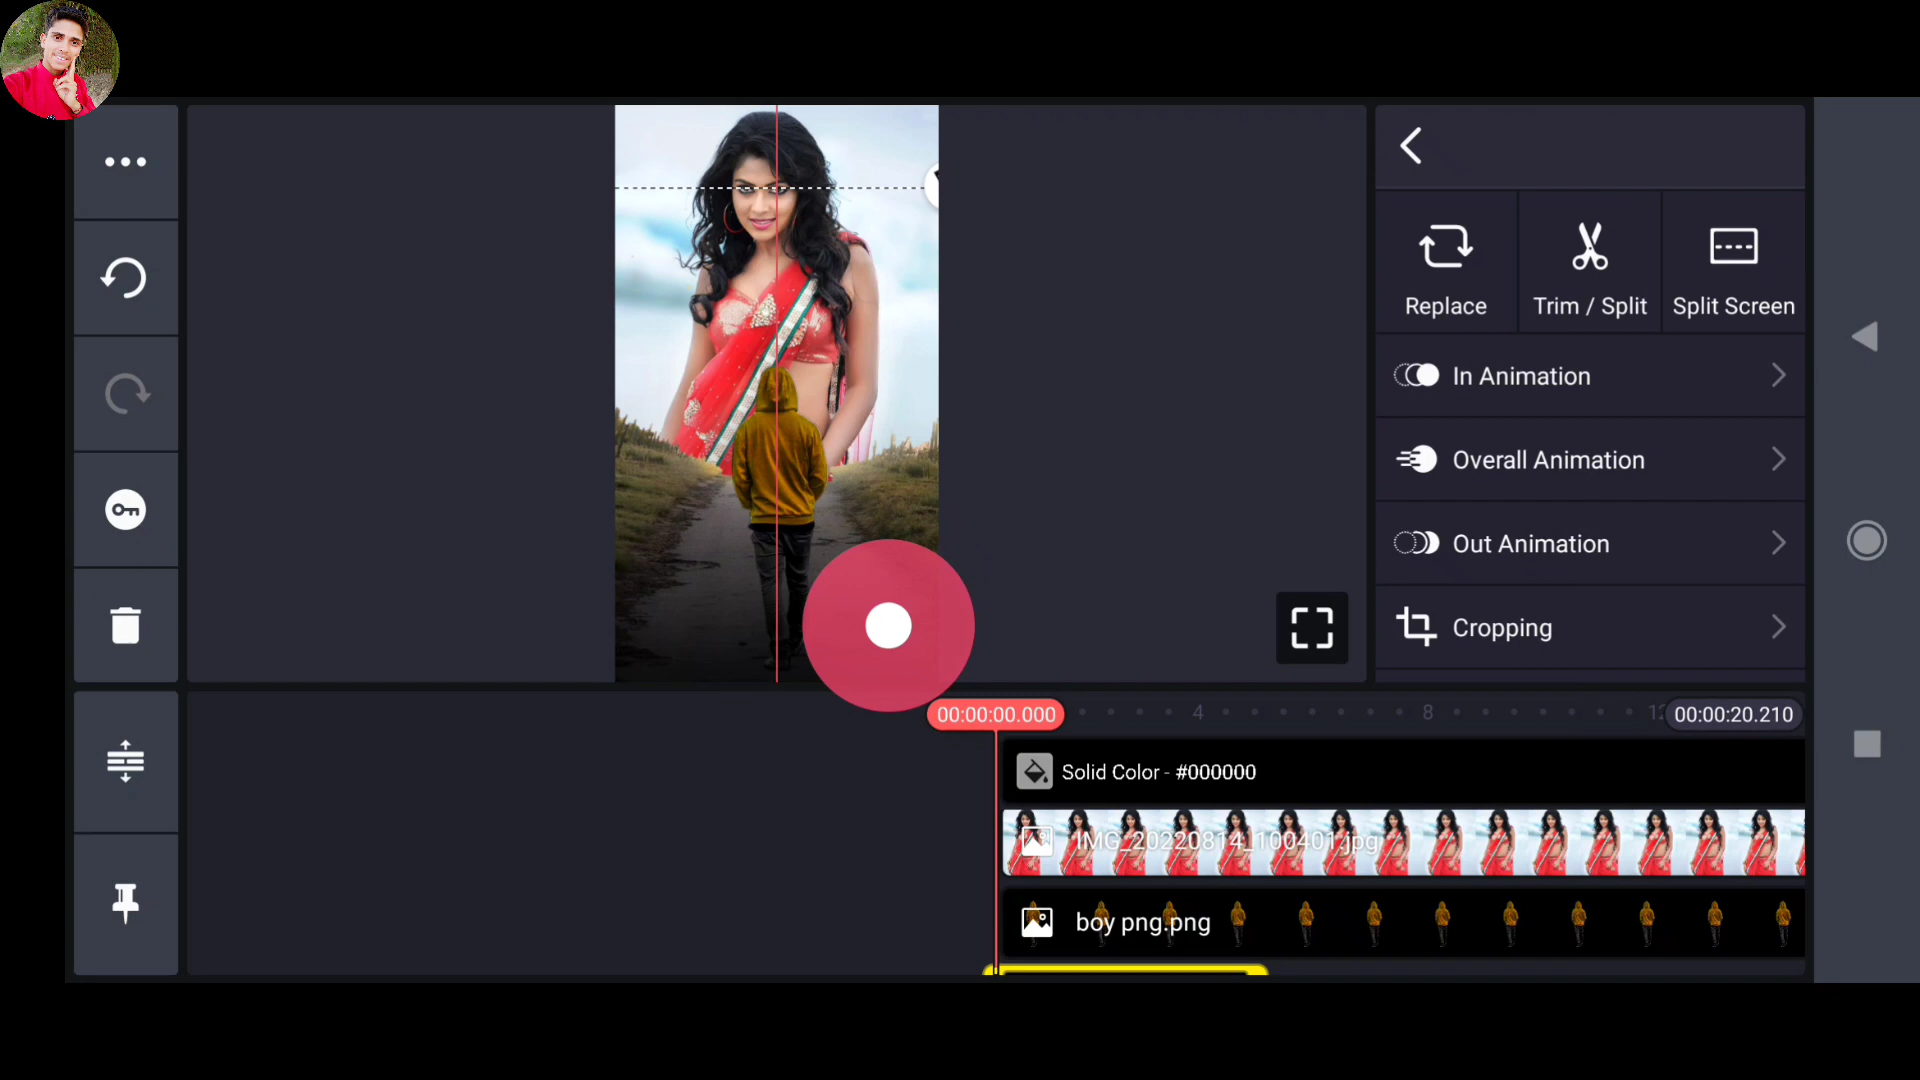 Replace
Trim / Split
Split Screen
In Animation
Overall Animation
Out Animation
Cropping
00:00:00.000
4
8
12
00:00:20.210
Solid Color - #000000
IMG_20220814_100401.jpg
boy png.png